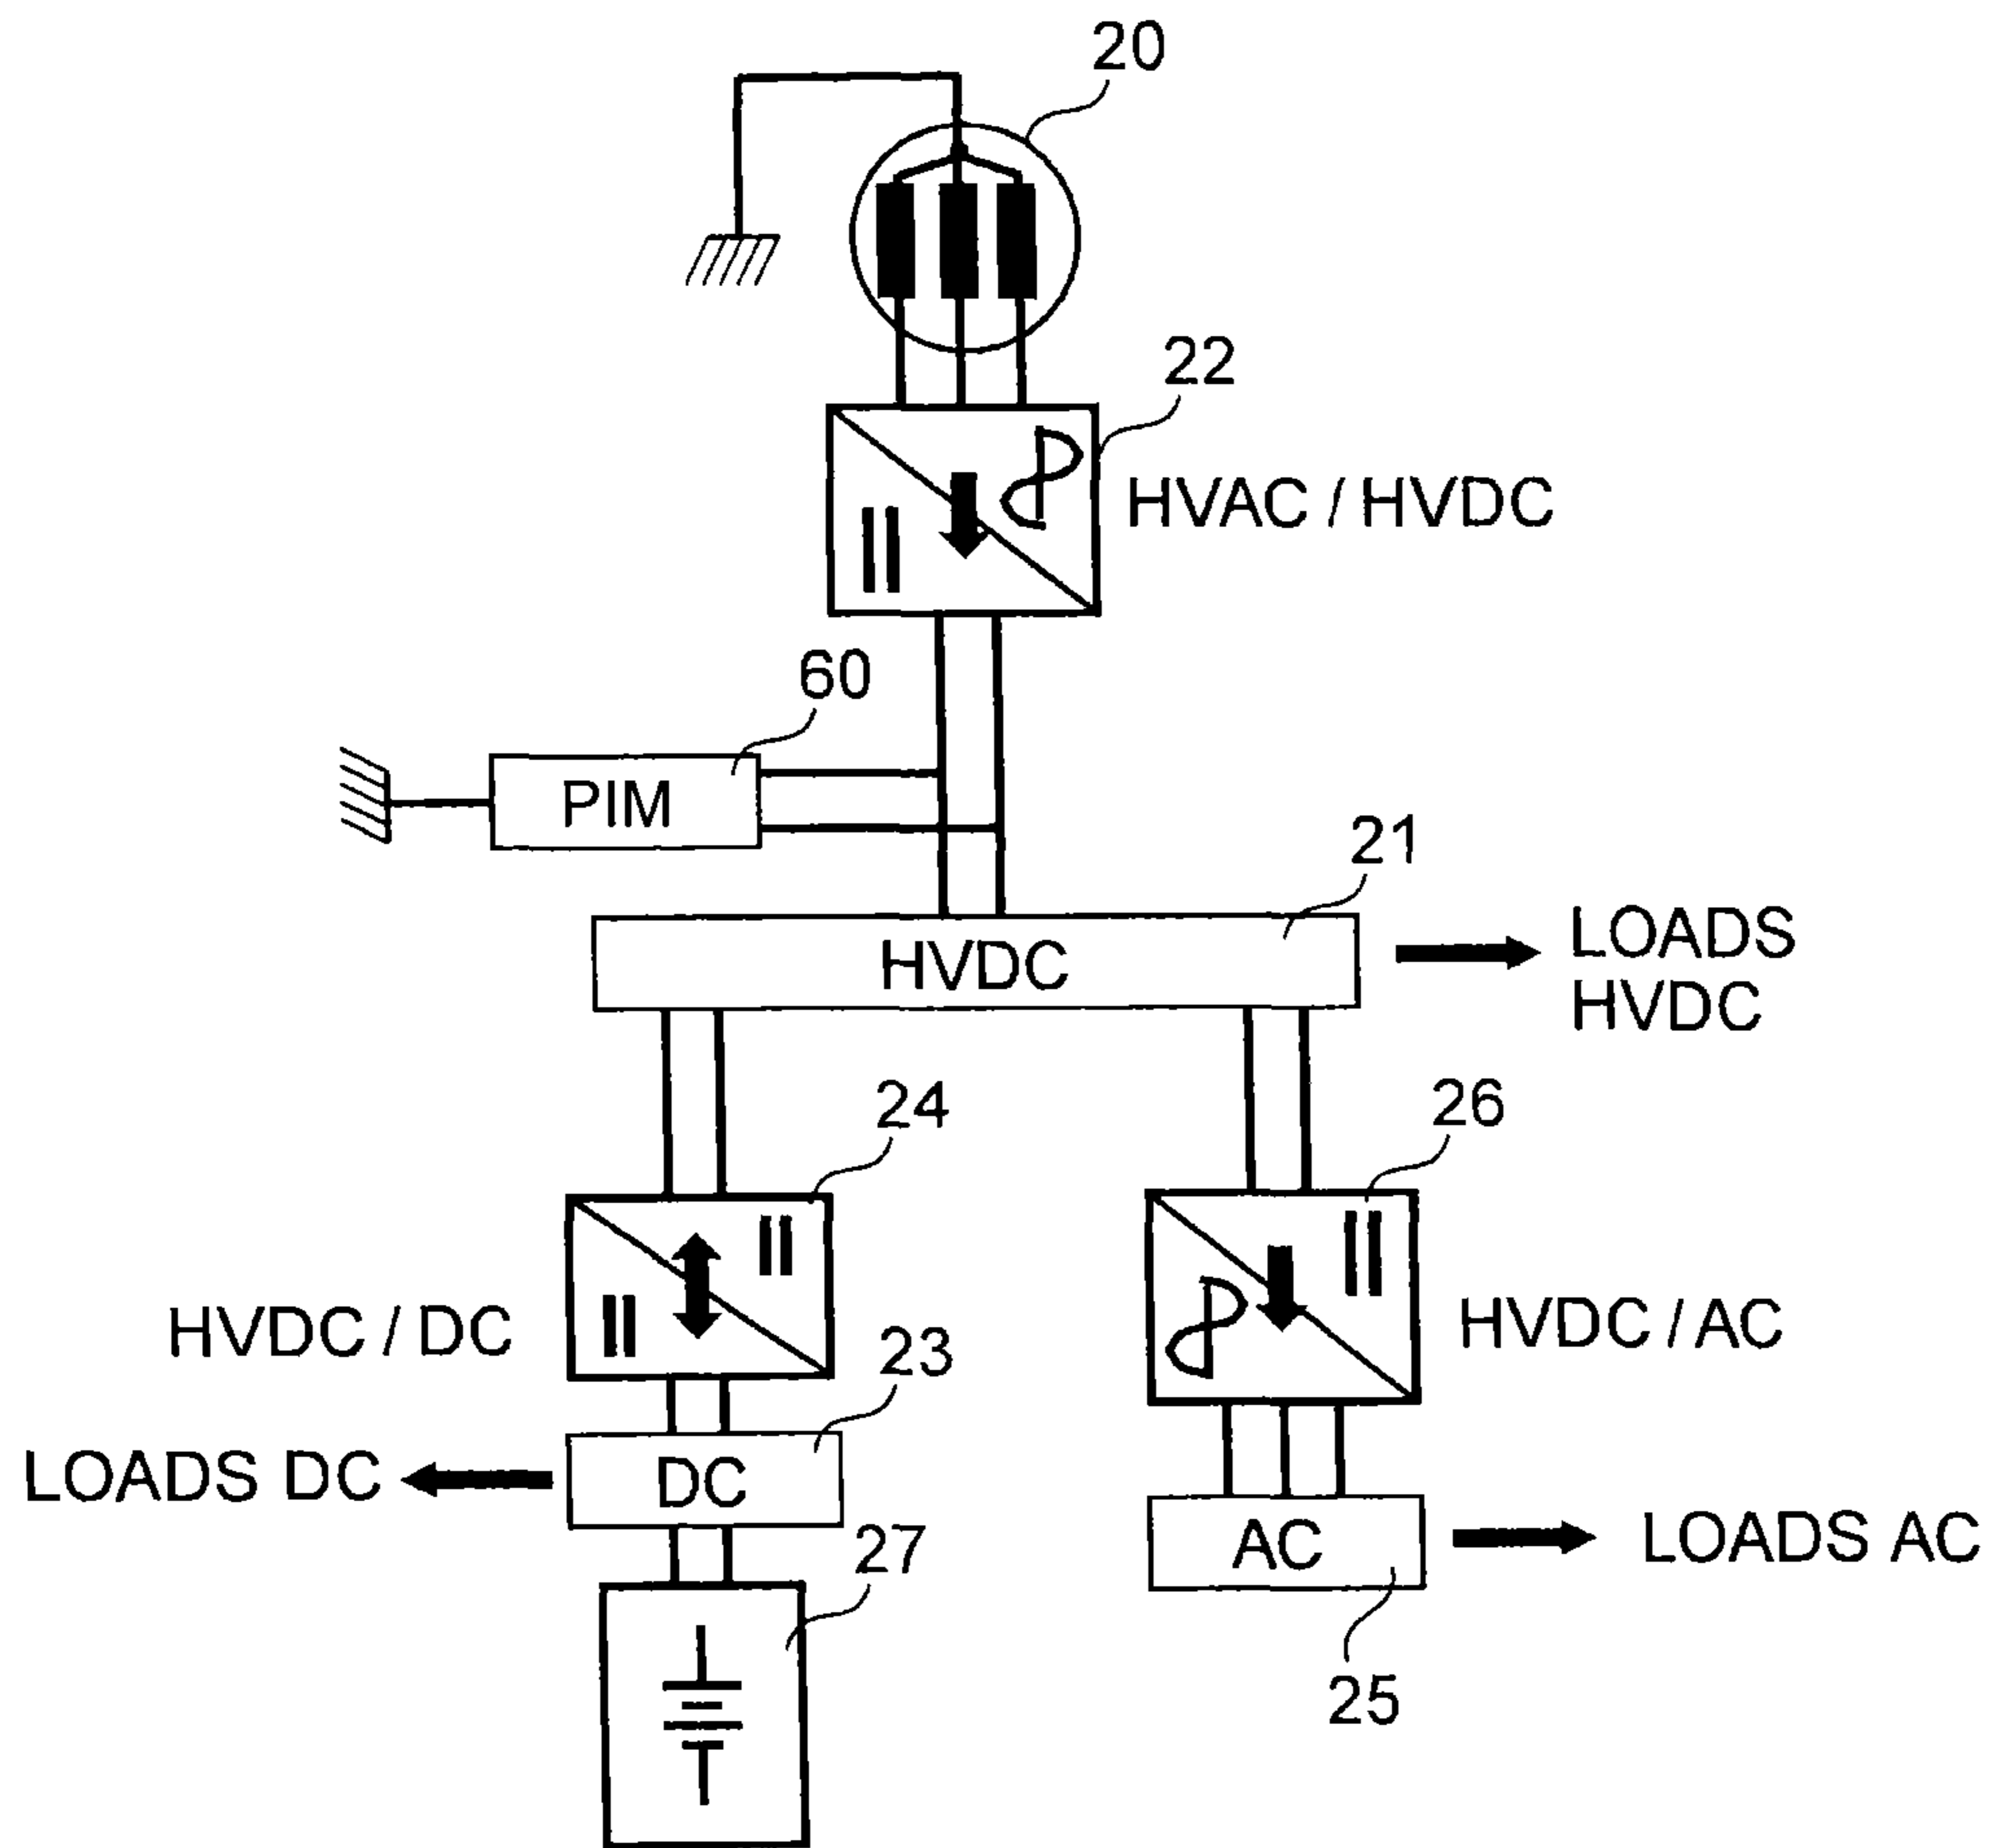 20
22
HVAC / HVDC
60
PIM
21
HVDC
LOADS
HVDC
24
26
HVDC / DC
HVDC / AC
23
LOADS DC
DC
27
AC
LOADS AC
25